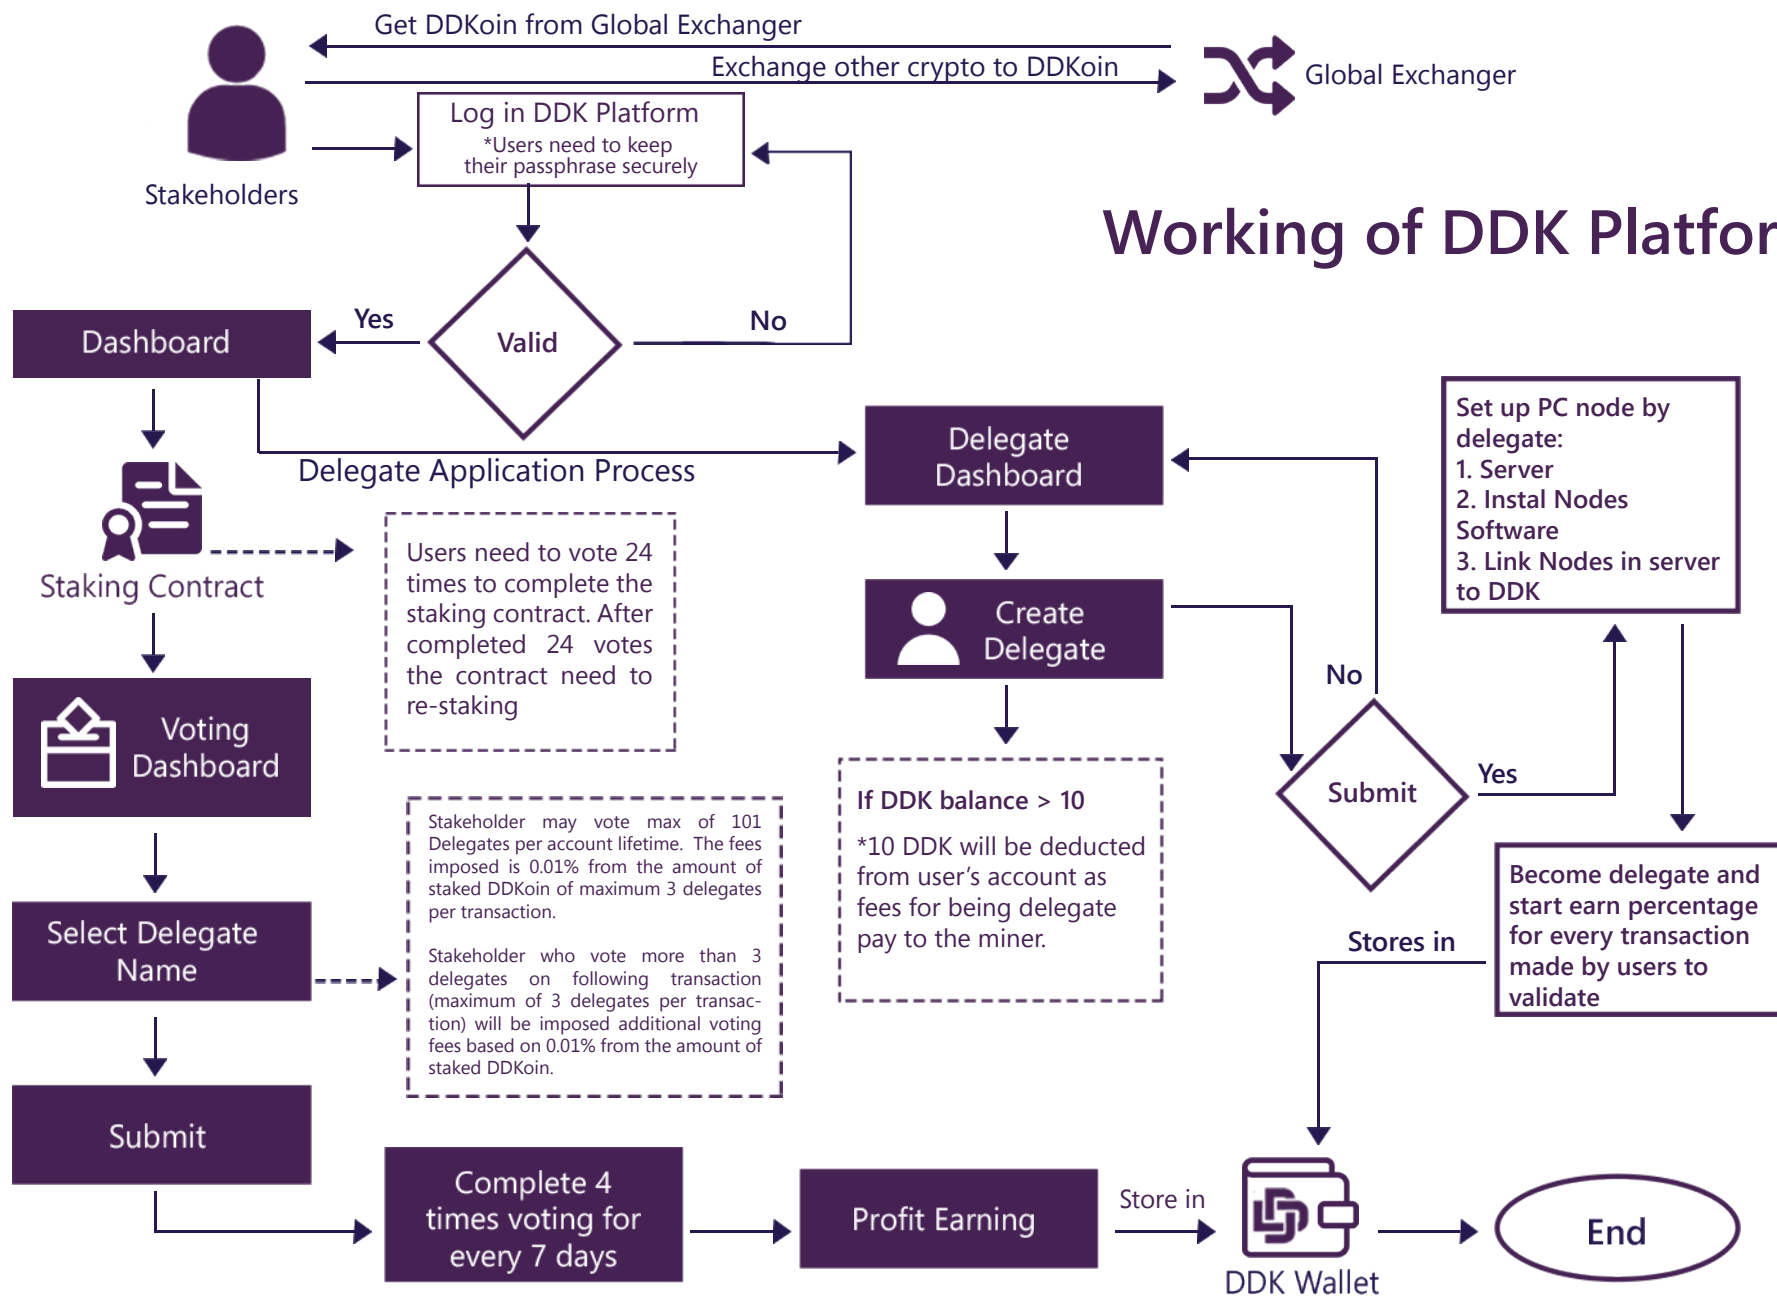 Get DDKoin from Global Exchanger
Exchange other crypto to DDKoin
Global Exchanger
Log in DDK Platform
*Users need to keep
their passphrase securely
Stakeholders
Working of DDK Platfor
Yes
No
Valid
Dashboard
Delegate Application Process
Delegate
Dashboard
Set up PC node by
delegate:
1. Server
2. Instal Nodes
Software
3. Link Nodes in server
to DDK
Staking Contract
Users need to vote 24
times to complete the
staking contract. After
completed 24 votes
the contract need to
re-staking
Create
Delegate
No
Voting
Dashboard
Submit
Yes
If DDK balance > 10
*10 DDK will be deducted
from user's account as
fees for being delegate
pay to the miner.
Stakeholder may vote max of 101
Delegates per account lifetime. The fees
imposed is 0.01% from the amount of
staked DDKoin of maximum 3 delegates
per transaction.
Stakeholder who vote more than 3
delegates on following transaction
(maximum of 3 delegates per transac-
tion) will be imposed additional voting
fees based on 0.01% from the amount of
staked DDKoin.
Select Delegate
Name
Become delegate and
start earn percentage
for every transaction
made by users to
validate
Stores in
Submit
Complete 4
times voting for
every 7 days
Profit Earning
Store in
DDK Wallet
End